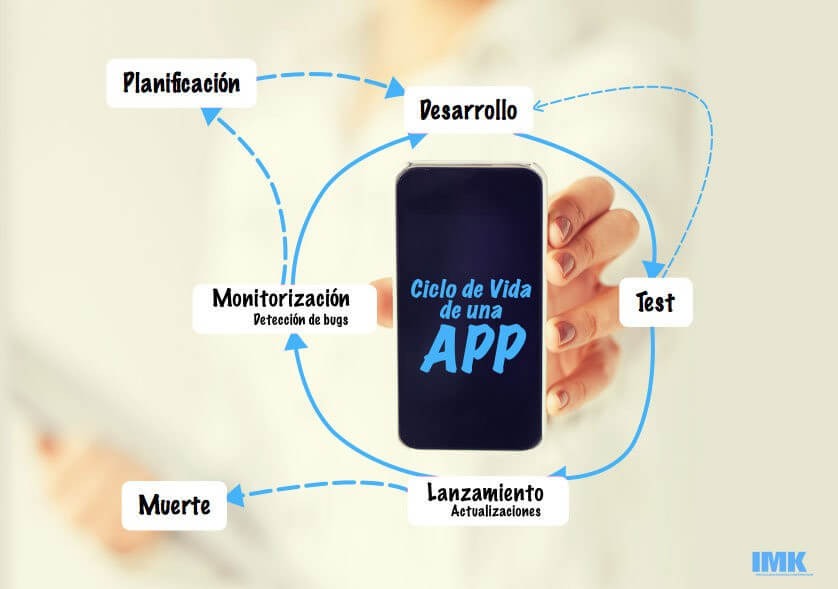 Planificación
Desarrollo
Monitorización
Detección de bugs
Ciclo de Vida
de una
APP
Test
Muerte
Lanzamiento
Actualizaciones
IMK